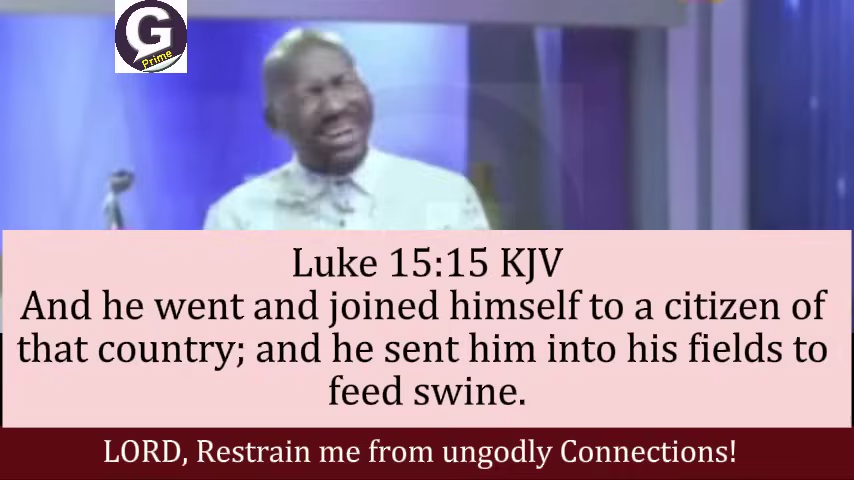 G
Prime
Luke 15:15 KJV
And he went and joined himself to a citizen of
that country; and he sent him into his fields to
feed swine.
LORD, Restrain me from ungodly Connections!